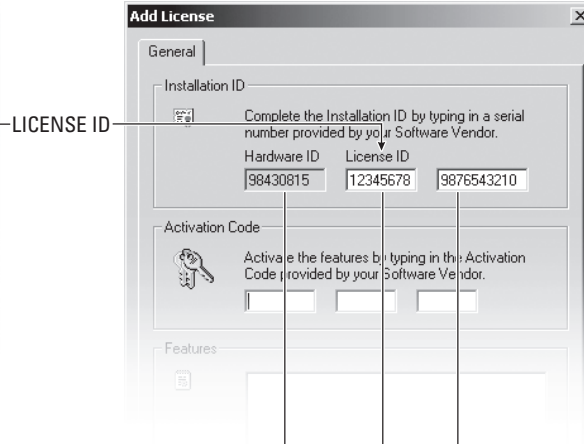 Add License
General
Installation ID
LICENSE ID
Complete the Installation ID by typing in a serial
number provided by your Software Vendor.
Hardware ID License ID
98430815 12345678 9876543210
Activation Code
Activate the features by typing in the Activation
Code provided by your Software Vendor.
Features